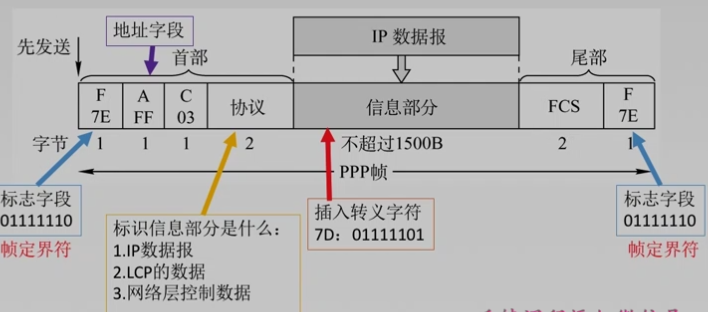 地址字段
IP 数据报
先发送
首部
尾部
F
7E
A
FF
C
03
协议
信息部分
FCS
F
7E
字节
1
1
1
2
不超过1500B
2
1
PPP帧
标志字段
01111110
帧定界符
标识信息部分是什么：
1.IP数据报
2.LCP的数据
3.网络层控制数据
插入转义字符
7D：01111101
标志字段
01111110
帧定界符